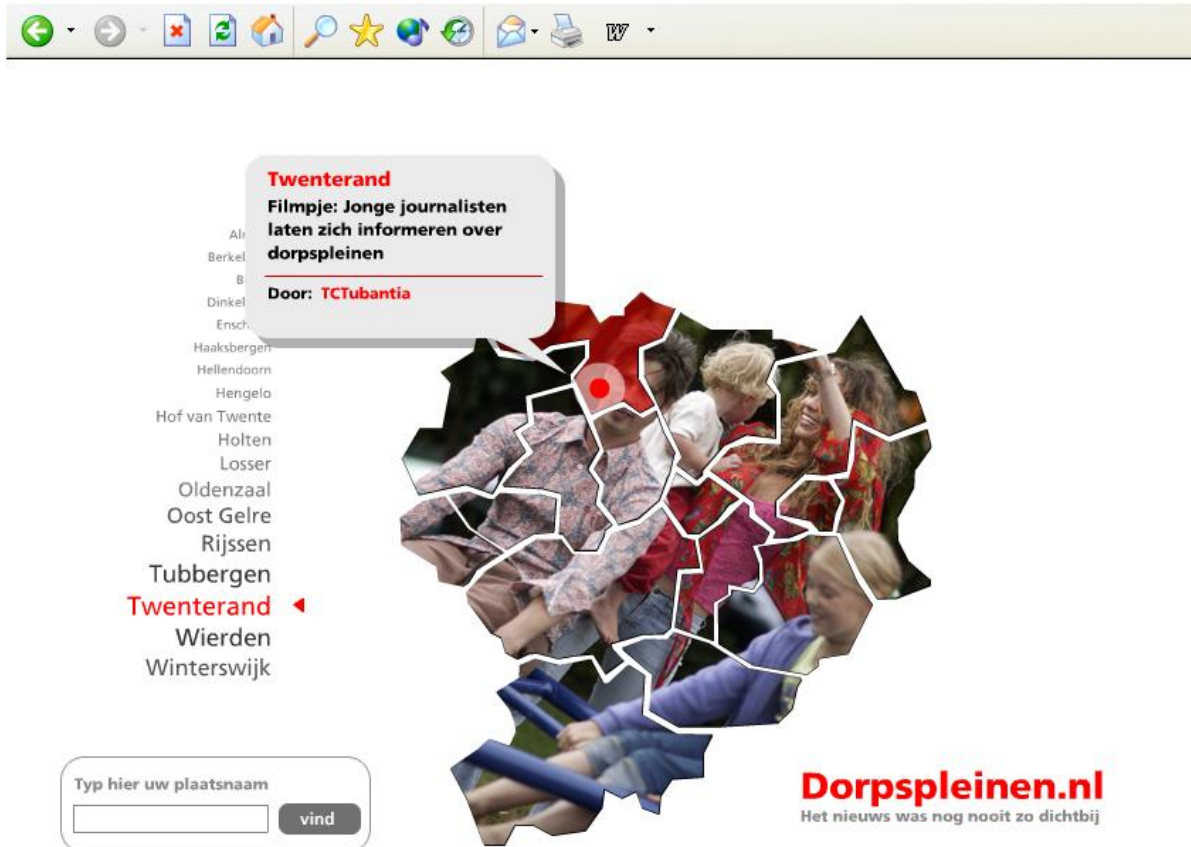 Twenterand
Filmpje: Jonge journalisten
laten zich informeren over
dorpspleinen
Door: TCTubantia
Haaksbergen
Hellendoorn
Hengelo
Hof van Twente
Holten
Losser
Oldenzaal
Oost Gelre
Rijssen
Tubbergen
Twenterand
Wierden
Winterswijk
Typ hier uw plaatsnaam
vind
Dorpspleinen.nl
Het nieuws was nog nooit zo dichtbij